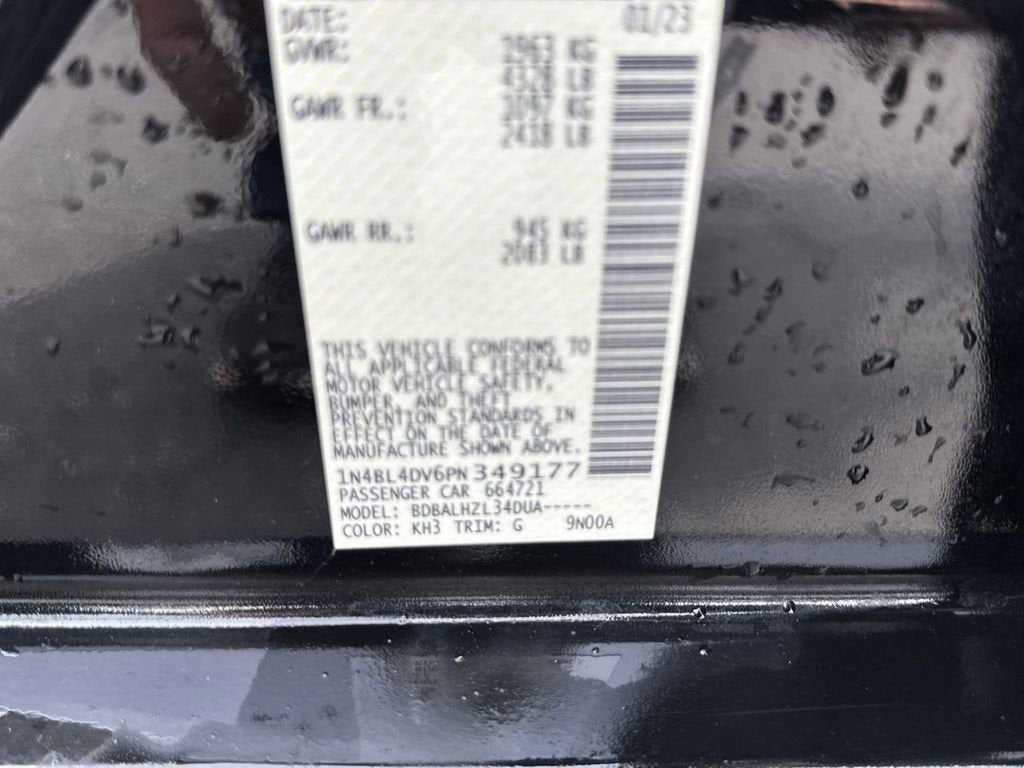 DATE: 01/23
GVWR: 1963 KG
4328 LB
GAWR FR.: 1097 KG
2418 LB
GAWR RR.: 945 KG
2083 LB
THIS VEHICLE CONFORMS TO
ALL APPLICABLE FEDERAL
MOTOR VEHICLE SAFETY,
BUMPER, AND THEFT
PREVENTION STANDARDS IN
EFFECT ON THE DATE OF
MANUFACTURE SHOWN ABOVE.
1N4BL4DV6PN349177
PASSENGER CAR 664721
MODEL: BDBALHZL34DUA-----
COLOR: KH3 TRIM: G 9N00A